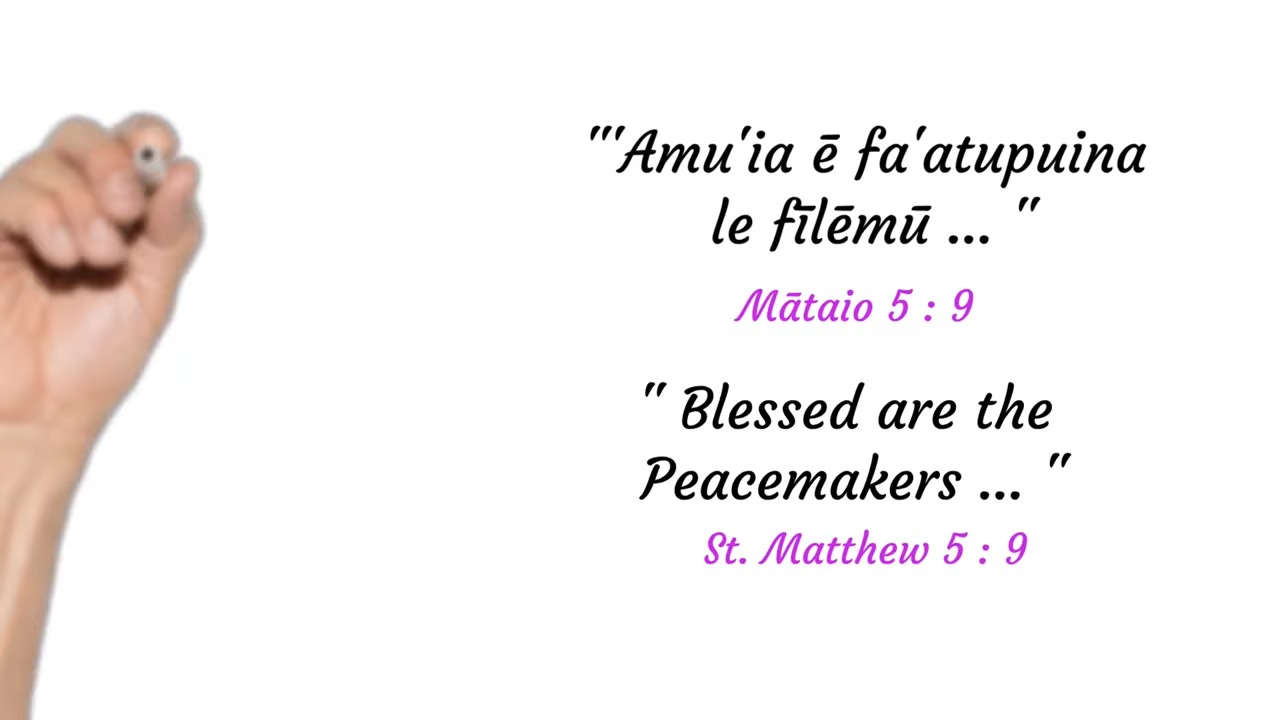 "'Amu'ia ē fa'atupuina
le fīlēmū ... "
Mātaio 5 : 9
" Blessed are the
Peacemakers ... "
St. Matthew 5 : 9